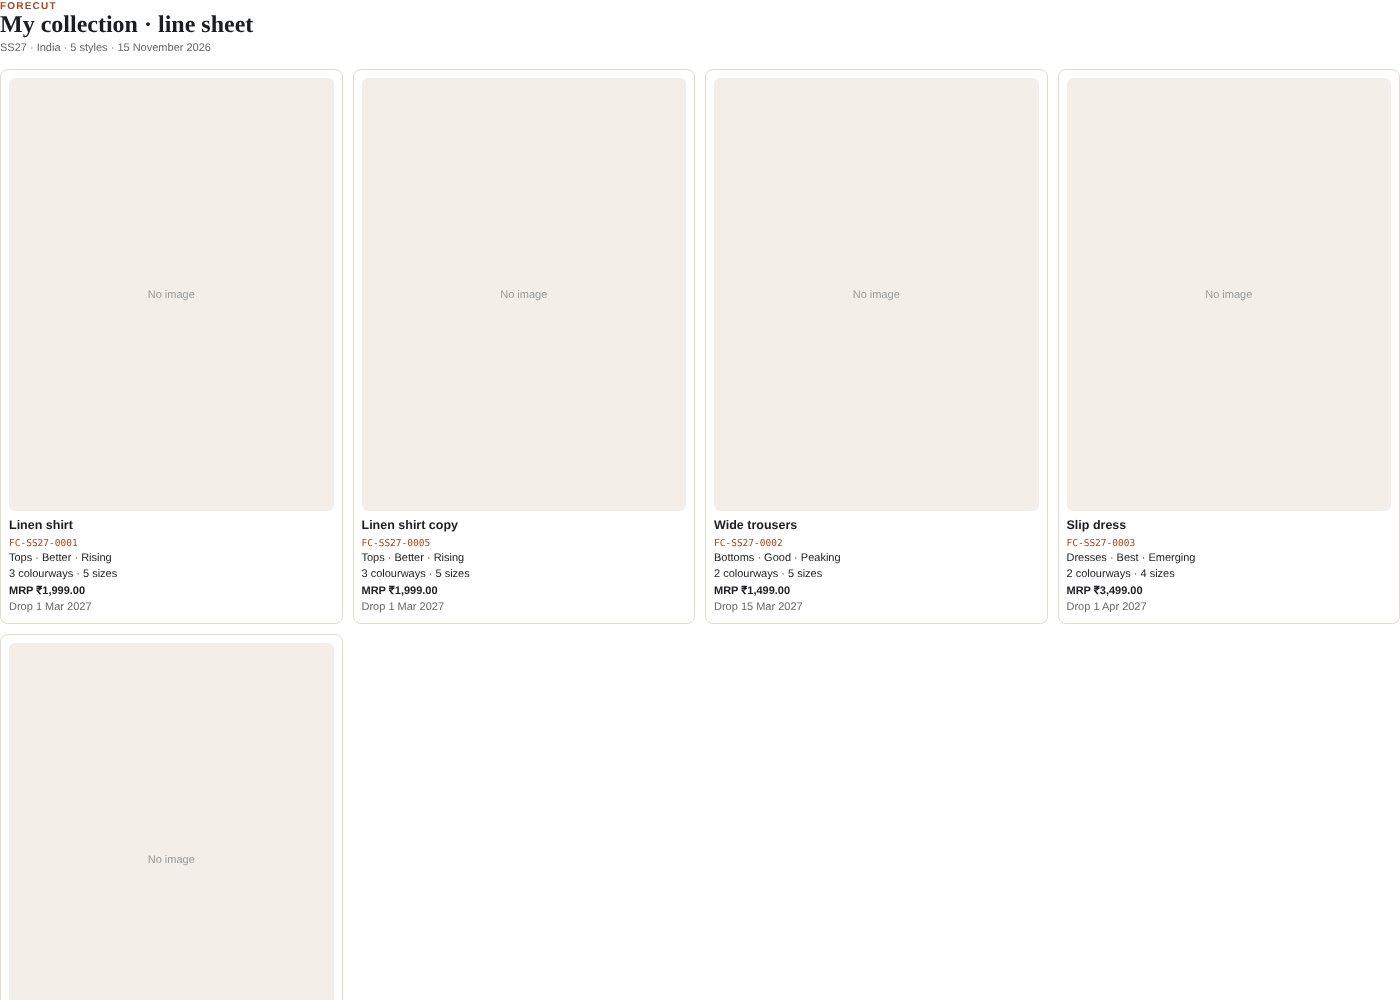 FORECUT
My collection · line sheet
SS27 · India · 5 styles · 15 November 2026
No image
No image
No image
No image
Linen shirt
FC-SS27-0001
Tops · Better · Rising
3 colourways · 5 sizes
MRP ₹1,999.00
Drop 1 Mar 2027
Linen shirt copy
FC-SS27-0005
Tops · Better · Rising
3 colourways · 5 sizes
MRP ₹1,999.00
Drop 1 Mar 2027
Wide trousers
FC-SS27-0002
Bottoms · Good · Peaking
2 colourways · 5 sizes
MRP ₹1,499.00
Drop 15 Mar 2027
Slip dress
FC-SS27-0003
Dresses · Best · Emerging
2 colourways · 4 sizes
MRP ₹3,499.00
Drop 1 Apr 2027
No image